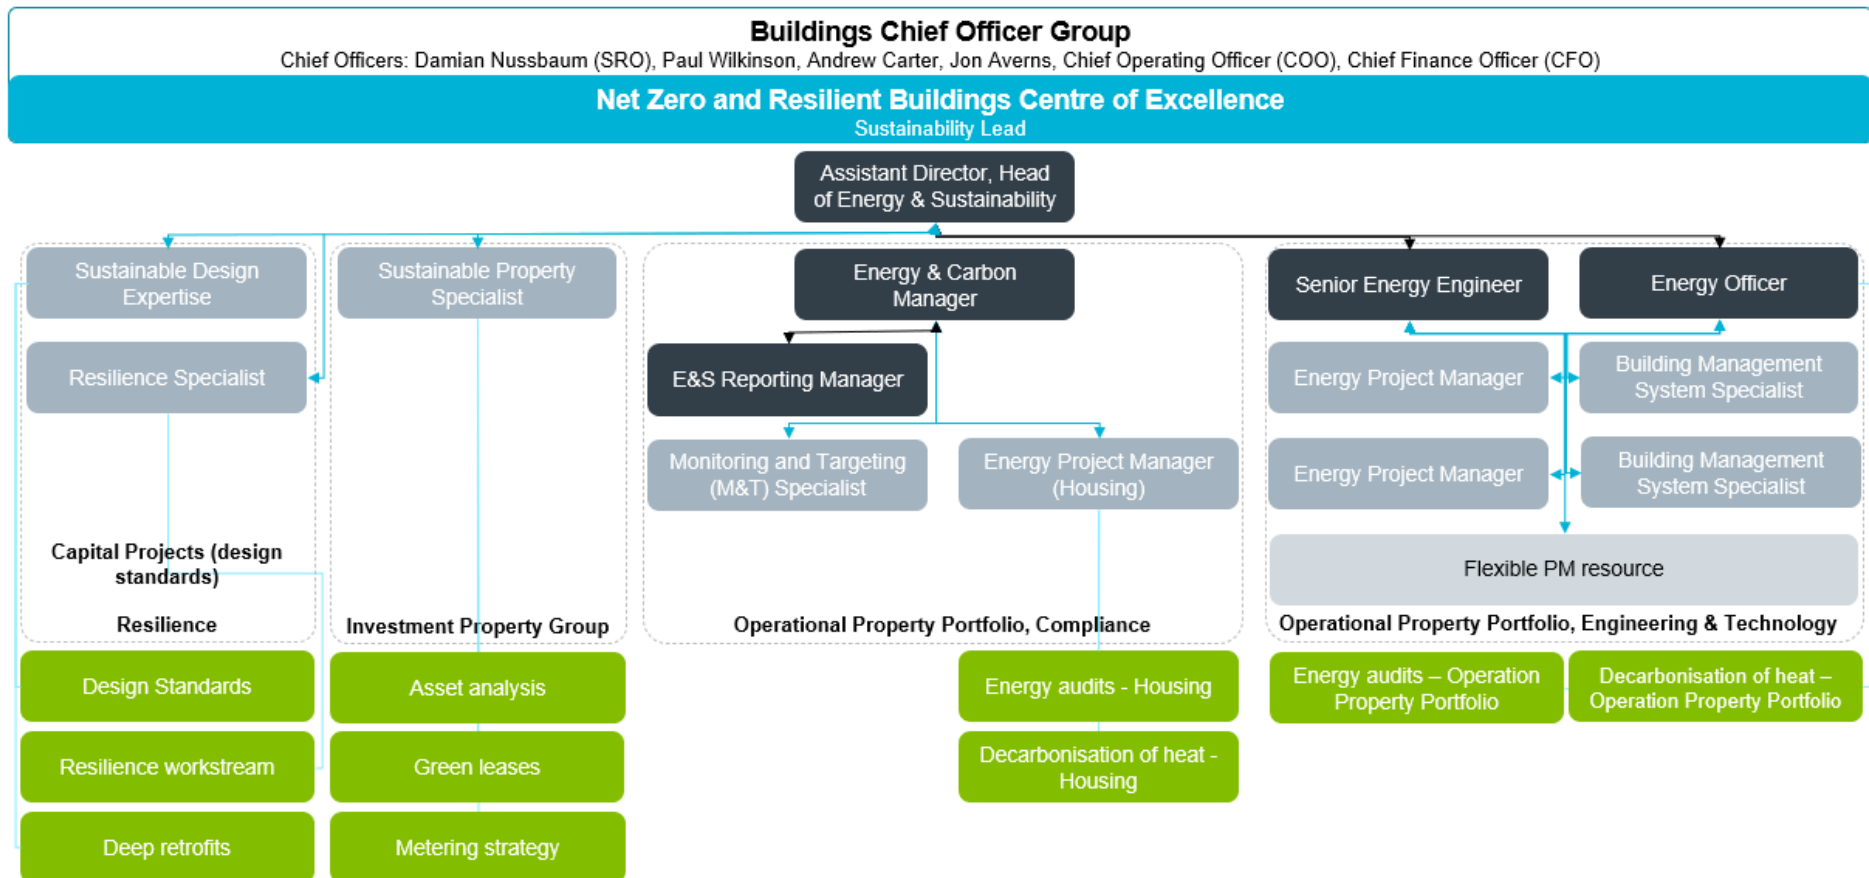 Buildings Chief Officer Group
Chief Officers: Damian Nussbaum (SRO), Paul Wilkinson, Andrew Carter, Jon Averns, Chief Operating Officer (COO), Chief Finance Officer (CFO)
Net Zero and Resilient Buildings Centre of Excellence
Sustainability Lead
Assistant Director, Head
of Energy & Sustainability
Sustainable Design
Expertise
Resilience Specialist
Capital Projects (design
standards)
Resilience
Sustainable Property
Specialist
Investment Property Group
Energy & Carbon
Manager
E&S Reporting Manager
Monitoring and Targeting
(M&T) Specialist
Energy Project Manager
(Housing)
Operational Property Portfolio, Compliance
Senior Energy Engineer
Energy Officer
Energy Project Manager
Building Management
System Specialist
Energy Project Manager
Building Management
System Specialist
Flexible PM resource
Operational Property Portfolio, Engineering & Technology
Design Standards
Resilience workstream
Deep retrofits
Asset analysis
Green leases
Metering strategy
Energy audits - Housing
Decarbonisation of heat -
Housing
Energy audits – Operation
Property Portfolio
Decarbonisation of heat –
Operation Property Portfolio